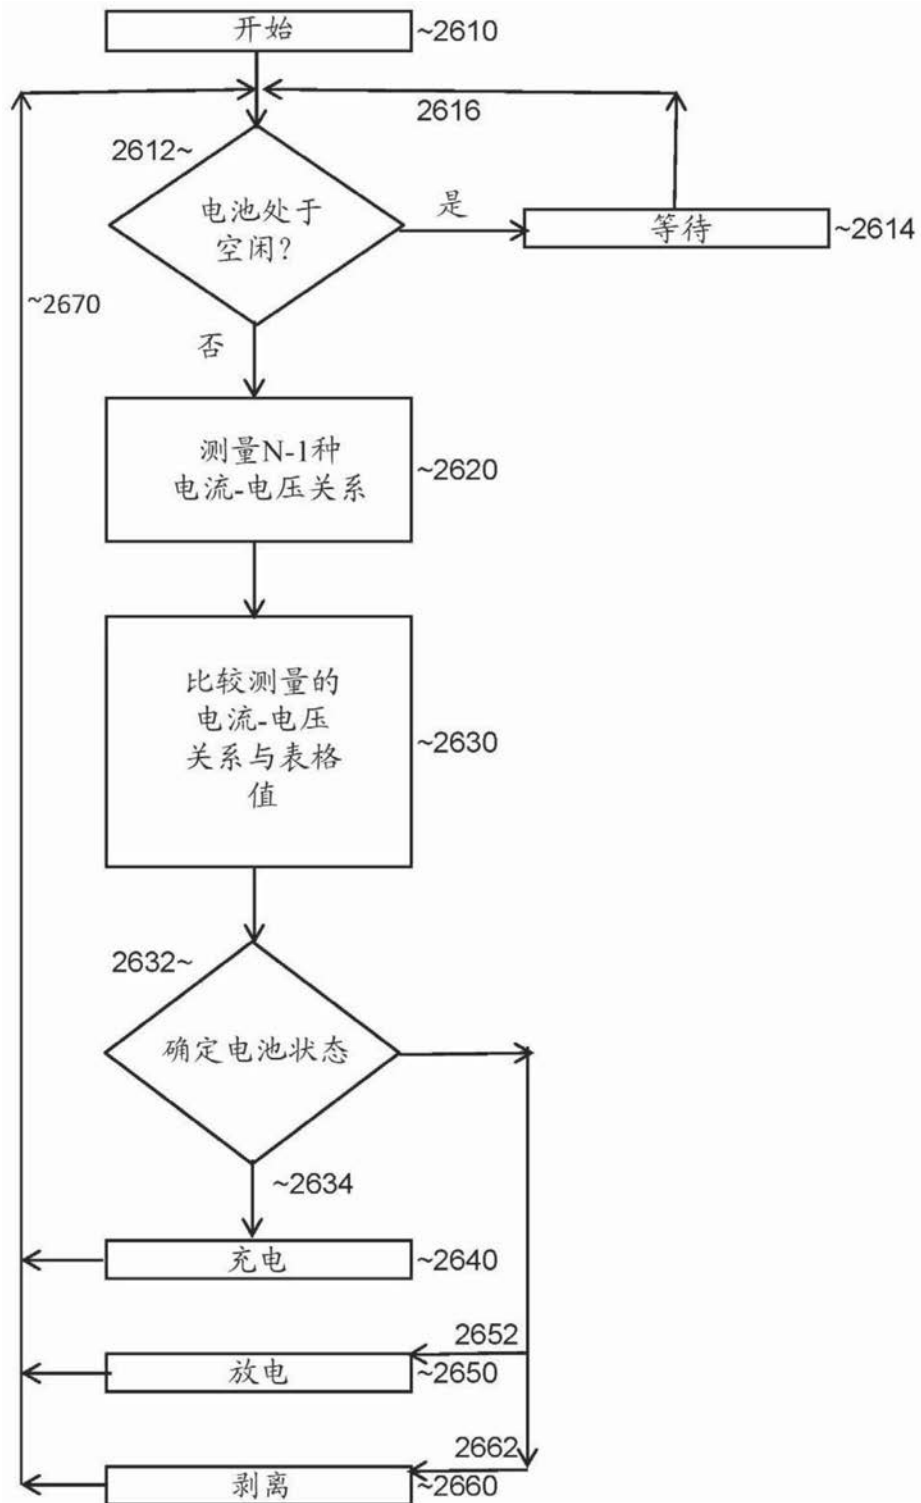 开始 ~2610
2616
2612~
电池处于
空闲?
是
等待 ~2614
~2670
否
测量N-1种
电流-电压关系
~2620
比较测量的
电流-电压
关系与表格
值
~2630
2632~
确定电池状态
~2634
充电 ~2640
2652
放电 ~2650
2662
剥离 ~2660